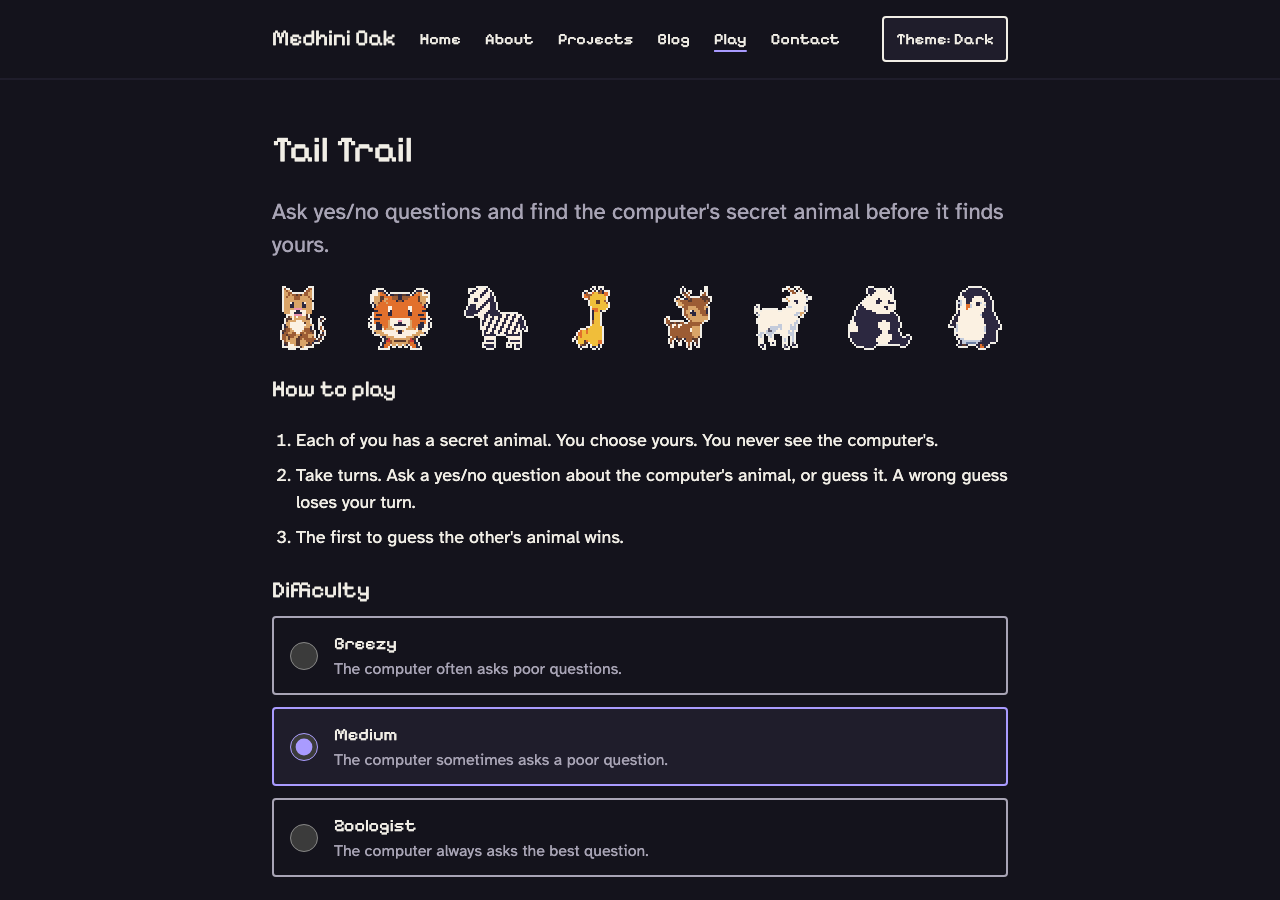 Medhini Oak Home About Projects Blog Play Contact Theme: Dark
Tail Trail
Ask yes/no questions and find the computer's secret animal before it finds
yours.
How to play
1. Each of you has a secret animal. You choose yours. You never see the computer's.
2. Take turns. Ask a yes/no question about the computer's animal, or guess it. A wrong guess
loses your turn.
3. The first to guess the other's animal wins.
Difficulty
Breezy
The computer often asks poor questions.
Medium
The computer sometimes asks a poor question.
Zoologist
The computer always asks the best question.